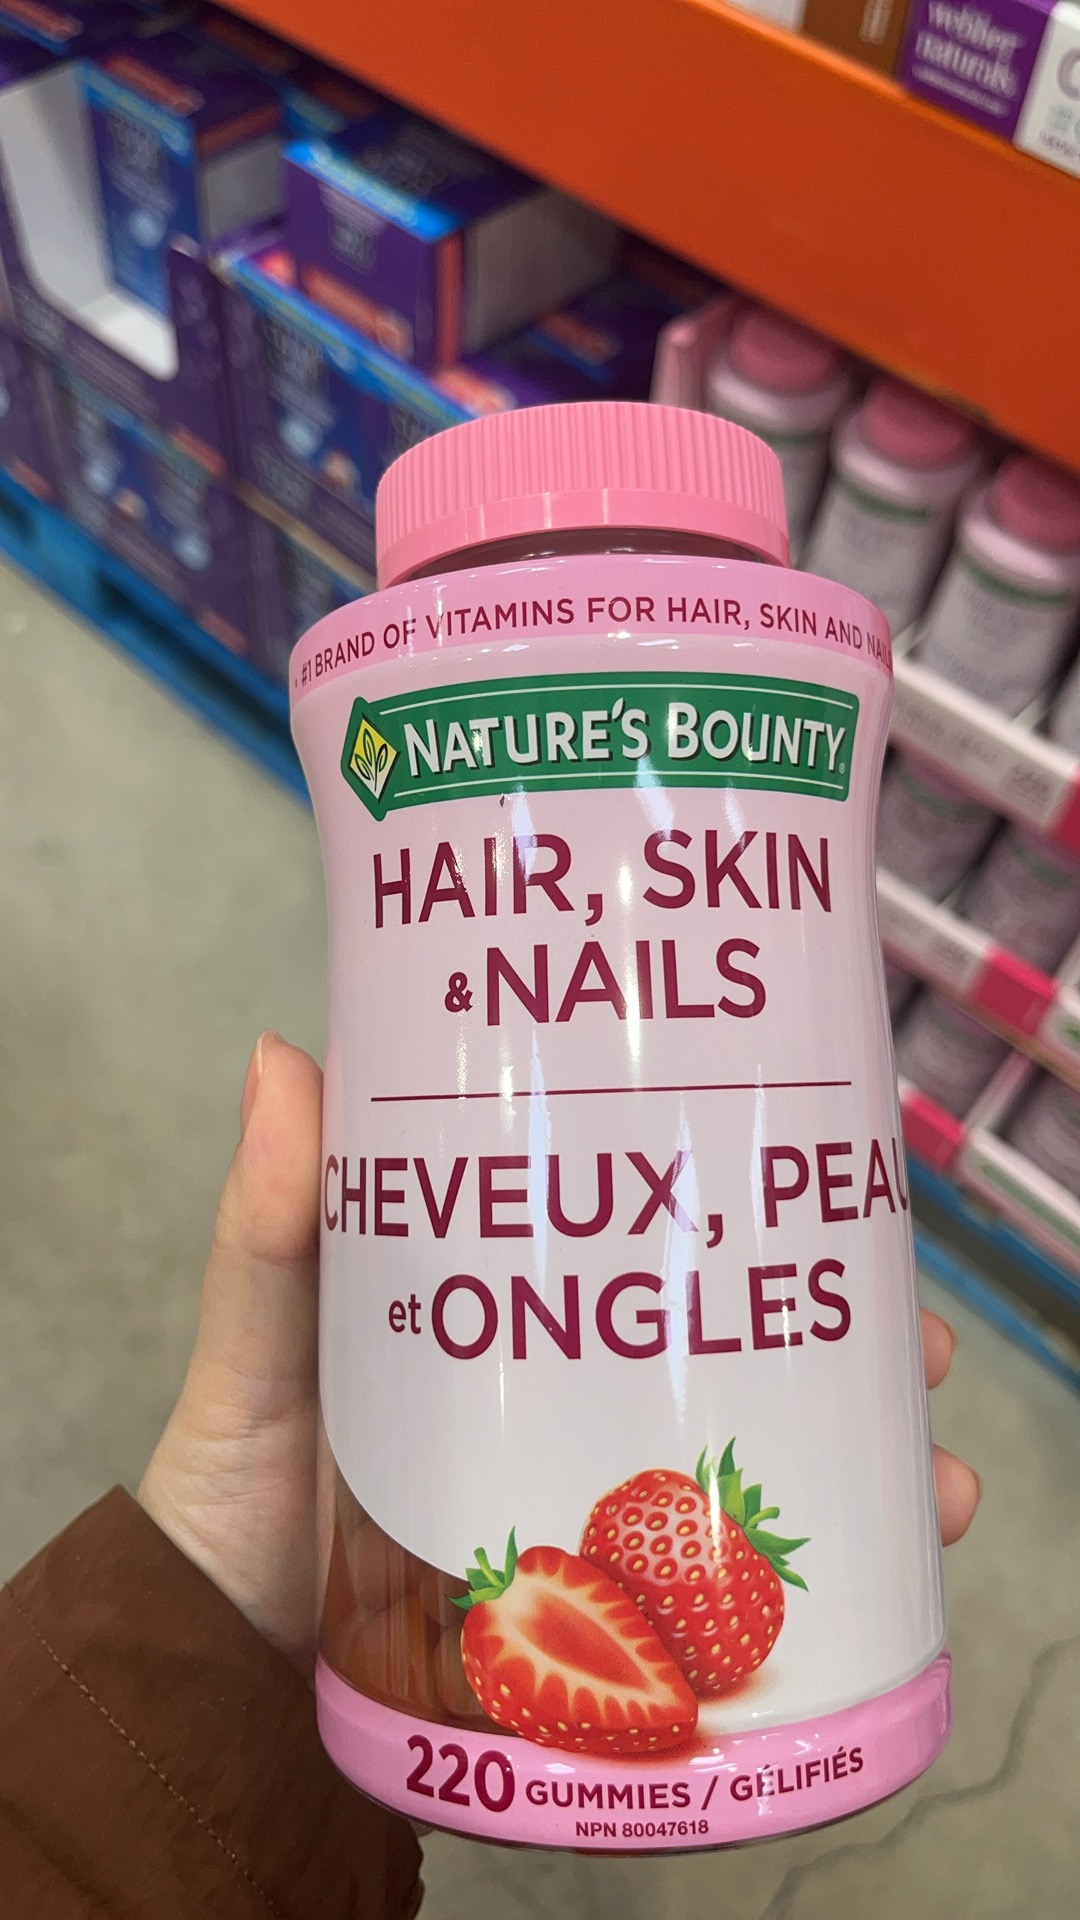 webber
naturals
#1 BRAND OF VITAMINS FOR HAIR, SKIN AND
NATURE'S BOUNTY®
HAIR, SKIN
& NAILS
CHEVEUX, PEAU
et ONGLES
220 GUMMIES / GÉLIFIÉS
NPN 80047618